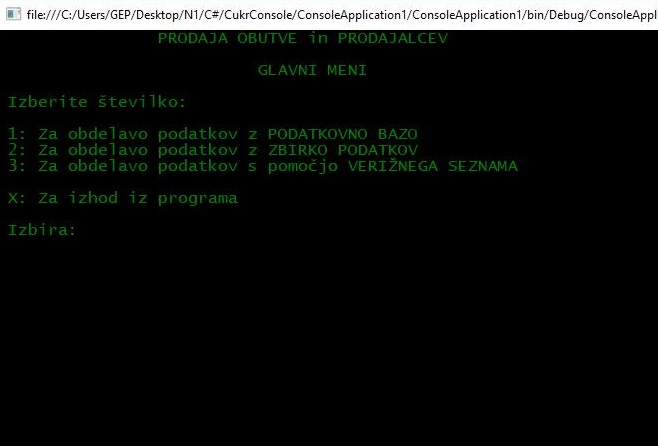 file:///C:/Users/GEP/Desktop/N1/C#/CukrConsole/ConsoleApplication1/ConsoleApplication1/bin/Debug/ConsoleAppl
PRODAJA OBUTVE in PRODAJALCEV
GLAVNI MENI
Izberite številko:
1: Za obdelavo podatkov z PODATKOVNO BAZO
2: Za obdelavo podatkov z ZBIRKO PODATKOV
3: Za obdelavo podatkov s pomočjo VERIŽNEGA SEZNAMA
X: Za izhod iz programa
Izbira: